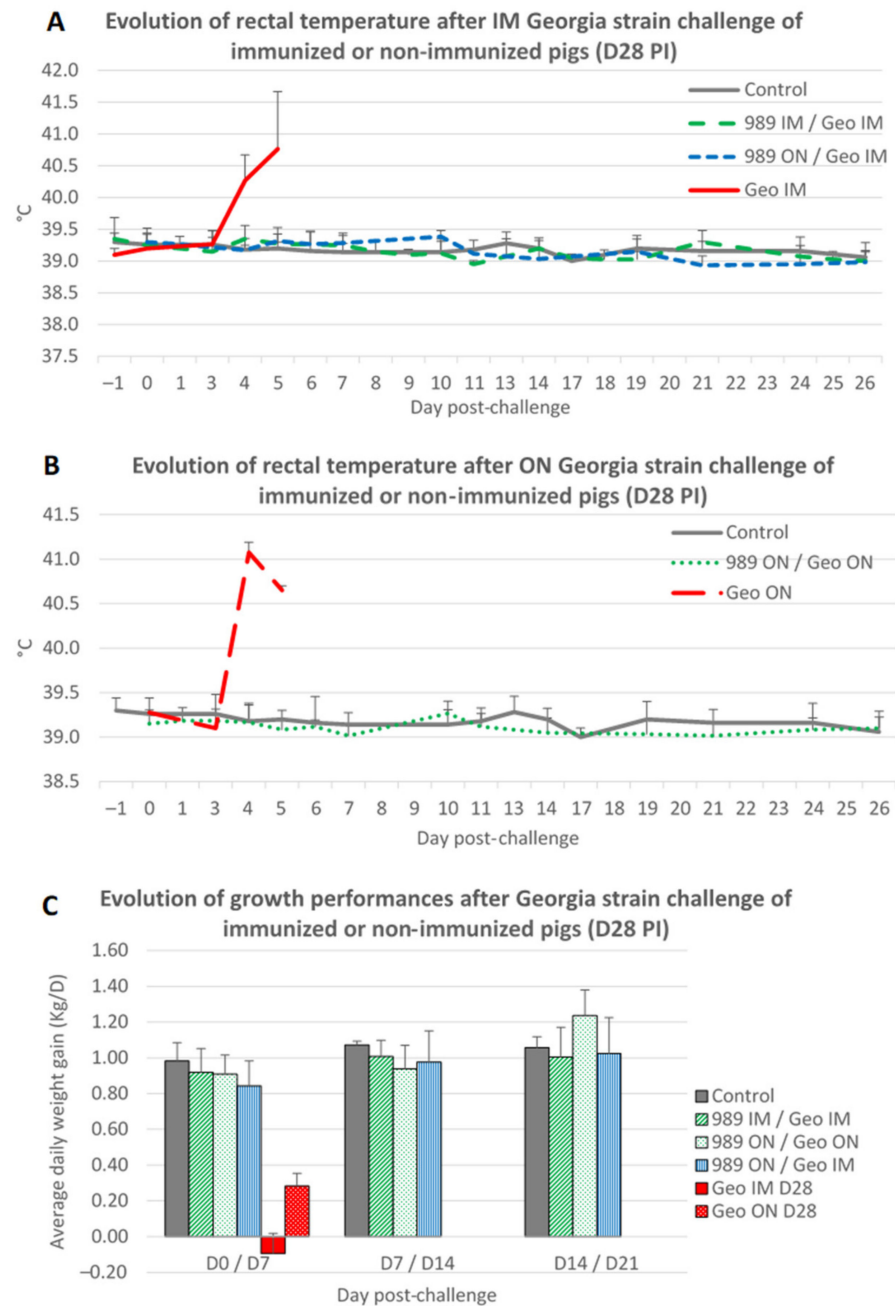 A
Evolution of rectal temperature after IM Georgia strain challenge of
immunized or non-immunized pigs (D28 PI)
42.0
41.5
41.0
40.5
40.0
39.5
39.0
38.5
38.0
37.5
°C
Control
989 IM / Geo IM
989 ON / Geo IM
Geo IM
–1 0 1 3 4 5 6 7 8 9 10 11 13 14 17 18 19 20 21 22 23 24 25 26
Day post-challenge
B
Evolution of rectal temperature after ON Georgia strain challenge of
immunized or non-immunized pigs (D28 PI)
41.5
41.0
40.5
40.0
39.5
39.0
38.5
°C
Control
989 ON / Geo ON
Geo ON
–1 0 1 3 4 5 6 7 8 9 10 11 13 14 17 18 19 20 21 22 23 24 25 26
Day post-challenge
C
Evolution of growth performances after Georgia strain challenge of
immunized or non-immunized pigs (D28 PI)
1.60
1.40
1.20
1.00
0.80
0.60
0.40
0.20
0.00
–0.20
Average daily weight gain (Kg/D)
D0 / D7 D7 / D14 D14 / D21
Day post-challenge
Control
989 IM / Geo IM
989 ON / Geo ON
989 ON / Geo IM
Geo IM D28
Geo ON D28